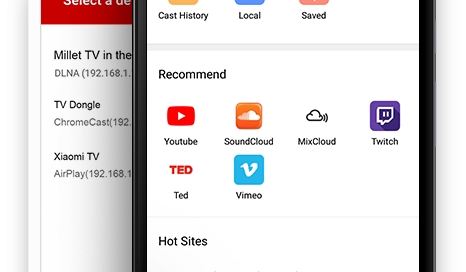 Select a de
Millet TV in the
DLNA (192.168.1.
TV Dongle
ChromeCast(192.
Xiaomi TV
AirPlay(192.168.1
Cast History Local Saved
Recommend
Youtube SoundCloud MixCloud Twitch
TED
Ted Vimeo
Hot Sites